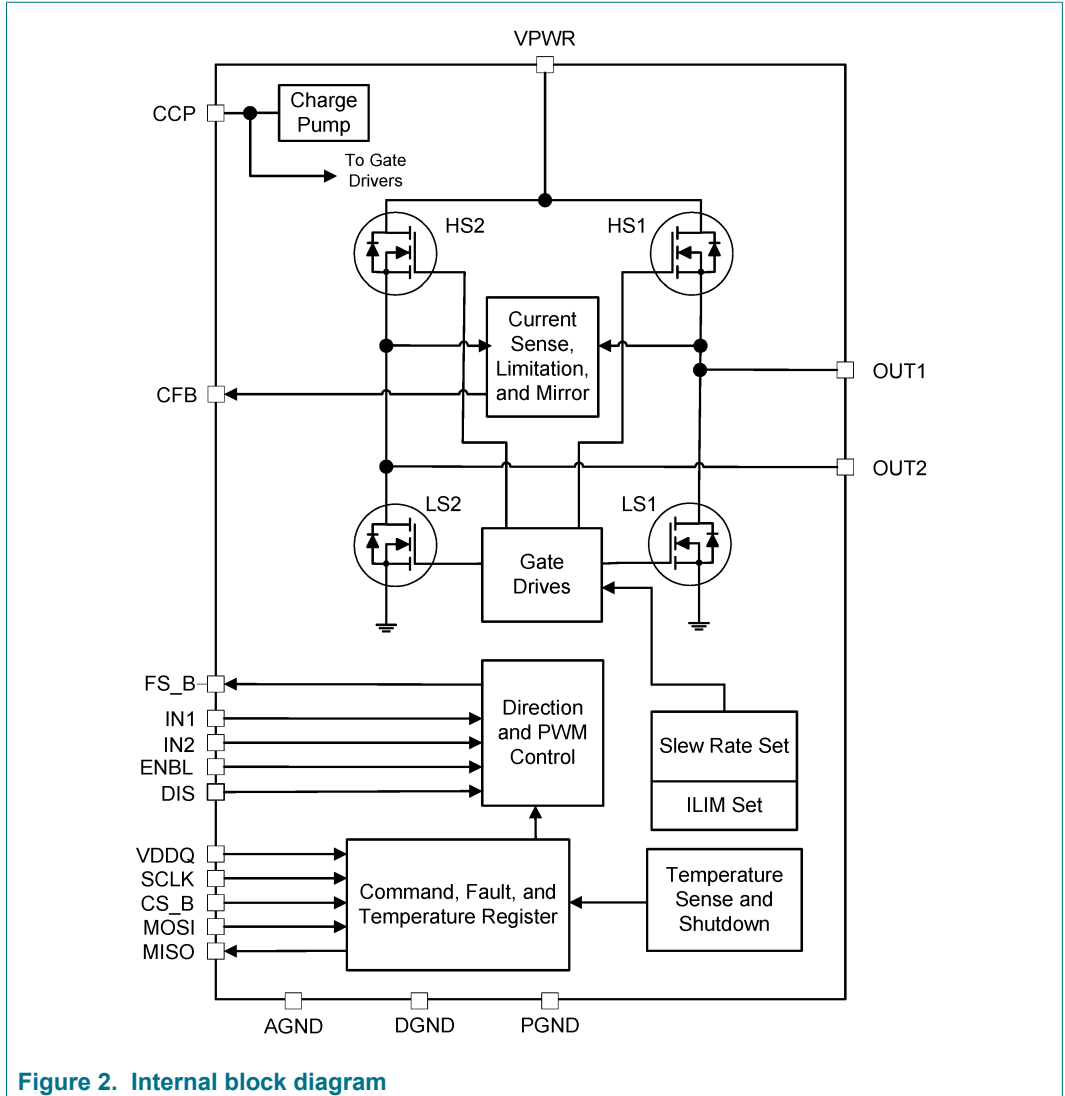 VPWR
CCP
Charge
Pump
To Gate
Drivers
HS2
HS1
Current
Sense,
Limitation,
and Mirror
OUT1
CFB
OUT2
LS2
LS1
Gate
Drives
FS_B
IN1
IN2
ENBL
DIS
Direction
and PWM
Control
Slew Rate Set
ILIM Set
VDDQ
SCLK
CS_B
MOSI
MISO
Command, Fault, and
Temperature Register
Temperature
Sense and
Shutdown
AGND
DGND
PGND
Figure 2. Internal block diagram